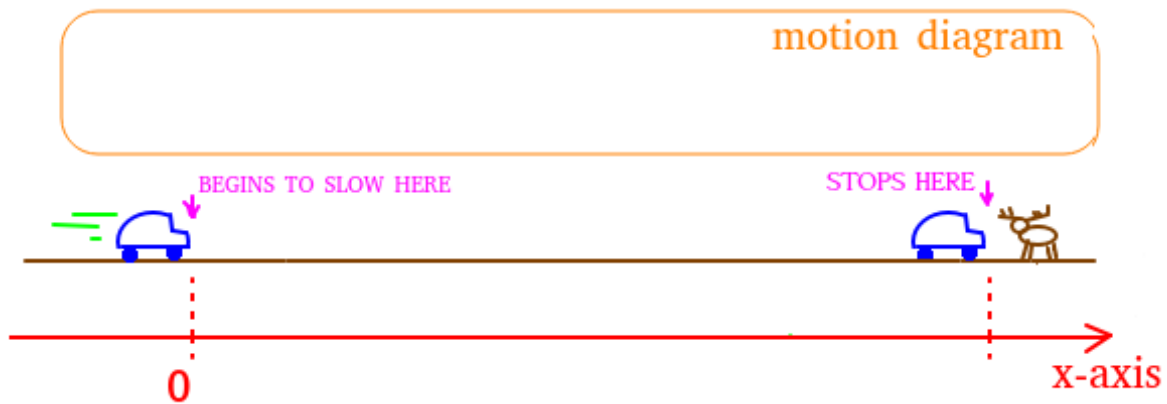 motion diagram
BEGINS TO SLOW HERE
STOPS HERE
0
x-axis